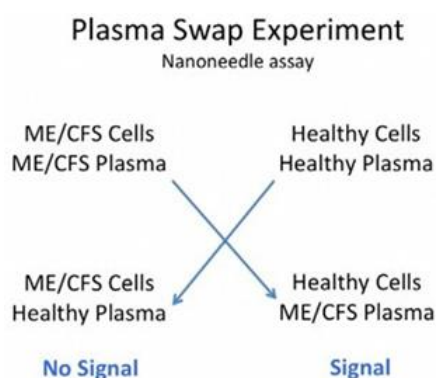 Plasma Swap Experiment
Nanoneedle assay
ME/CFS Cells
ME/CFS Plasma
Healthy Cells
Healthy Plasma
ME/CFS Cells
Healthy Plasma
Healthy Cells
ME/CFS Plasma
No Signal
Signal